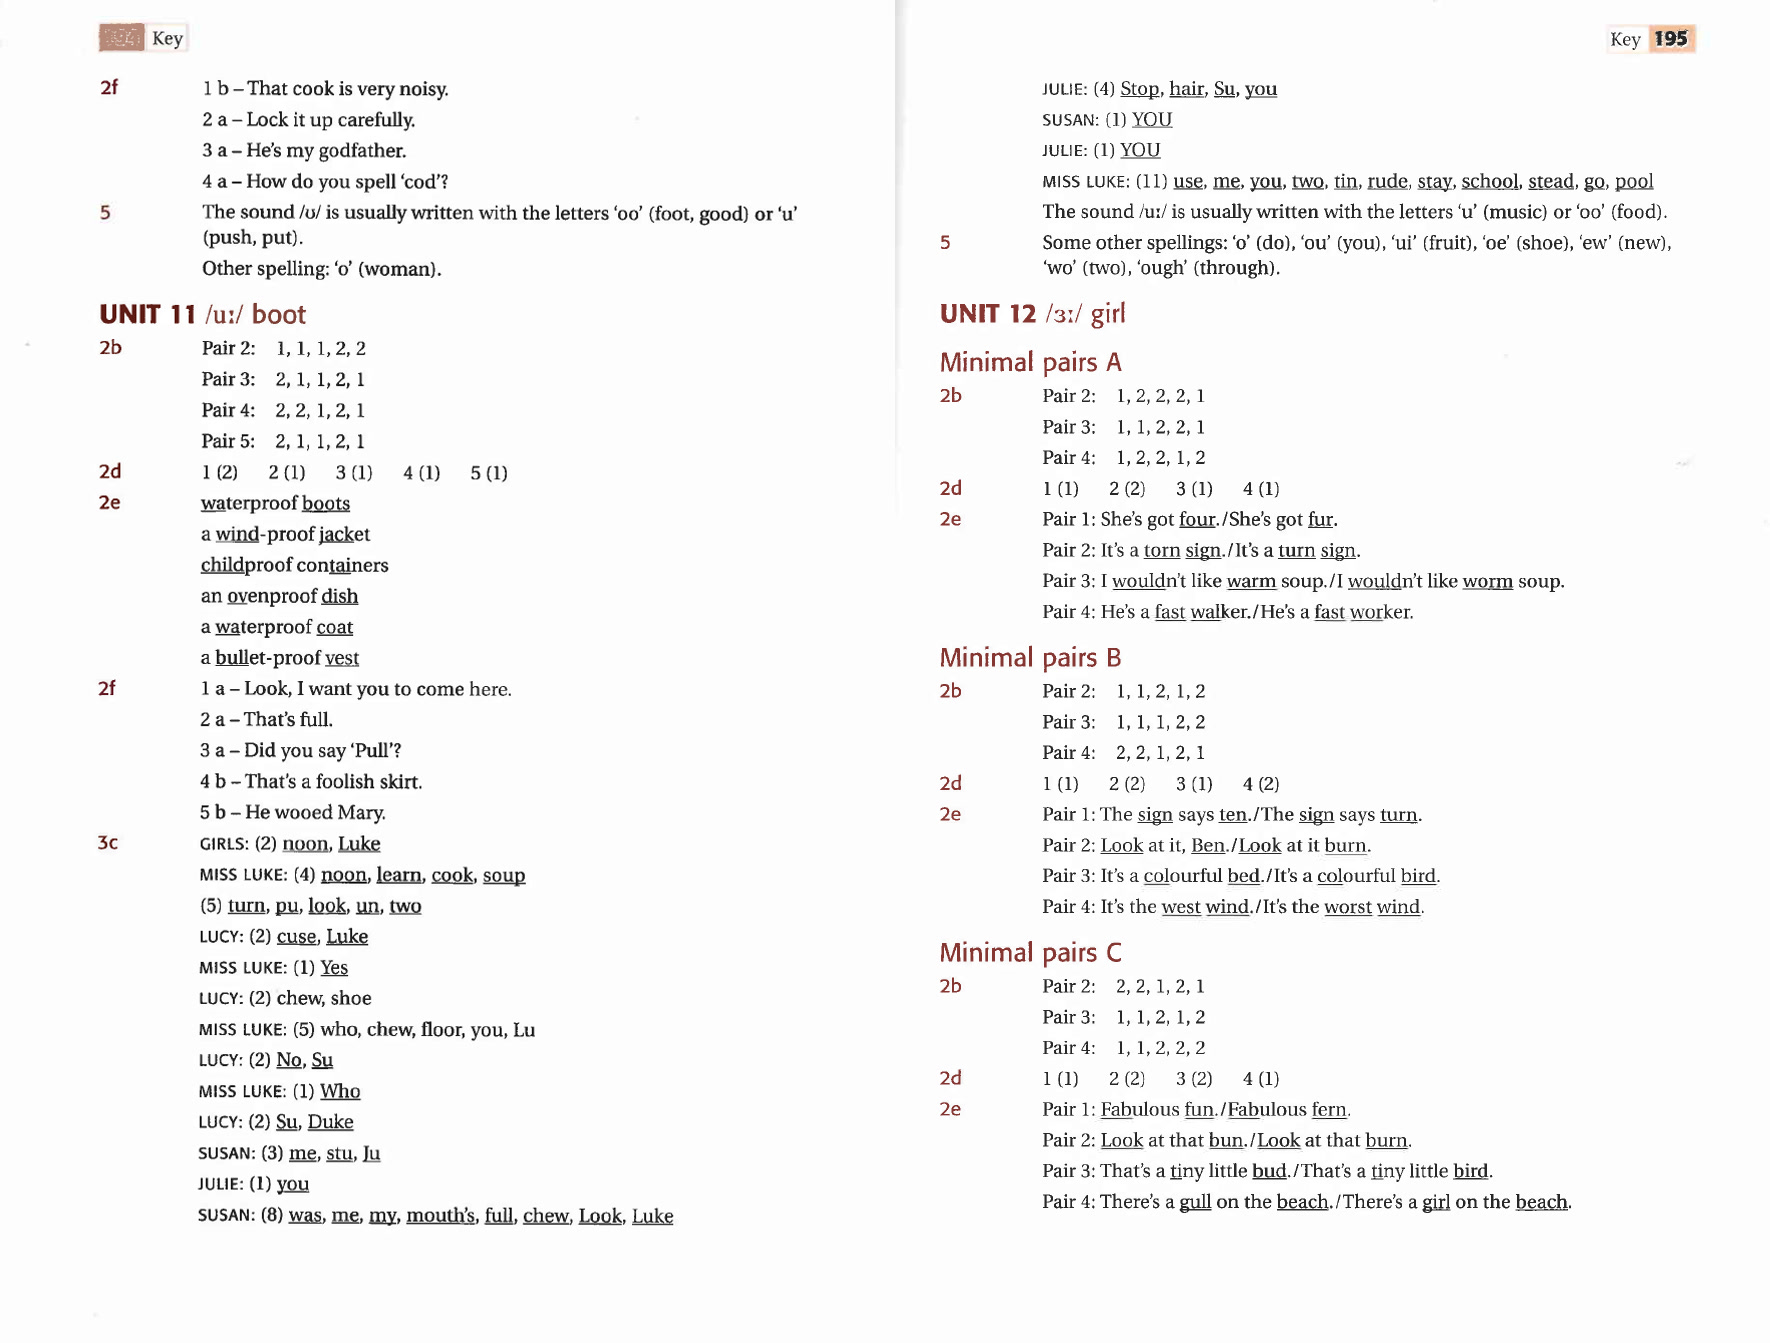 Key
2f 1 b – That cook is very noisy.
2 a – Lock it up carefully.
3 a – He's my godfather.
4 a – How do you spell 'cod'?
5 The sound /ʊ/ is usually written with the letters 'oo' (foot, good) or 'u'
(push, put).
Other spelling: 'o' (woman).
UNIT 11 /uː/ boot
2b Pair 2: 1, 1, 1, 2, 2
Pair 3: 2, 1, 1, 2, 1
Pair 4: 2, 2, 1, 2, 1
Pair 5: 2, 1, 1, 2, 1
2d 1 (2) 2 (1) 3 (1) 4 (1) 5 (1)
2e waterproof boots
a wind-proof jacket
childproof containers
an ovenproof dish
a waterproof coat
a bullet-proof vest
2f 1 a – Look, I want you to come here.
2 a – That's full.
3 a – Did you say 'Pull'?
4 b – That's a foolish skirt.
5 b – He wooed Mary.
3c GIRLS: (2) noon, Luke
MISS LUKE: (4) noon, learn, cook, soup
(5) turn, pu, look, un, two
LUCY: (2) cuse, Luke
MISS LUKE: (1) Yes
LUCY: (2) chew, shoe
MISS LUKE: (5) who, chew, floor, you, Lu
LUCY: (2) No, Su
MISS LUKE: (1) Who
LUCY: (2) Su, Duke
SUSAN: (3) me, stu, Ju
JULIE: (1) you
SUSAN: (8) was, me, my, mouth's, full, chew, Look, Luke
Key 195
JULIE: (4) Stop, hair, Su, you
SUSAN: (1) YOU
JULIE: (1) YOU
MISS LUKE: (11) use, me, you, two, tin, rude, stay, school, stead, go, pool
The sound /uː/ is usually written with the letters 'u' (music) or 'oo' (food).
5 Some other spellings: 'o' (do), 'ou' (you), 'ui' (fruit), 'oe' (shoe), 'ew' (new),
'wo' (two), 'ough' (through).
UNIT 12 /ɜː/ girl
Minimal pairs A
2b Pair 2: 1, 2, 2, 2, 1
Pair 3: 1, 1, 2, 2, 1
Pair 4: 1, 2, 2, 1, 2
2d 1 (1) 2 (2) 3 (1) 4 (1)
2e Pair 1: She's got four./She's got fur.
Pair 2: It's a torn sign./It's a turn sign.
Pair 3: I wouldn't like warm soup./I wouldn't like worm soup.
Pair 4: He's a fast walker./He's a fast worker.
Minimal pairs B
2b Pair 2: 1, 1, 2, 1, 2
Pair 3: 1, 1, 1, 2, 2
Pair 4: 2, 2, 1, 2, 1
2d 1 (1) 2 (2) 3 (1) 4 (2)
2e Pair 1: The sign says ten./The sign says turn.
Pair 2: Look at it, Ben./Look at it burn.
Pair 3: It's a colourful bed./It's a colourful bird.
Pair 4: It's the west wind./It's the worst wind.
Minimal pairs C
2b Pair 2: 2, 2, 1, 2, 1
Pair 3: 1, 1, 2, 1, 2
Pair 4: 1, 1, 2, 2, 2
2d 1 (1) 2 (2) 3 (2) 4 (1)
2e Pair 1: Fabulous fun./Fabulous fern.
Pair 2: Look at that bun./Look at that burn.
Pair 3: That's a tiny little bud./That's a tiny little bird.
Pair 4: There's a gull on the beach./There's a girl on the beach.